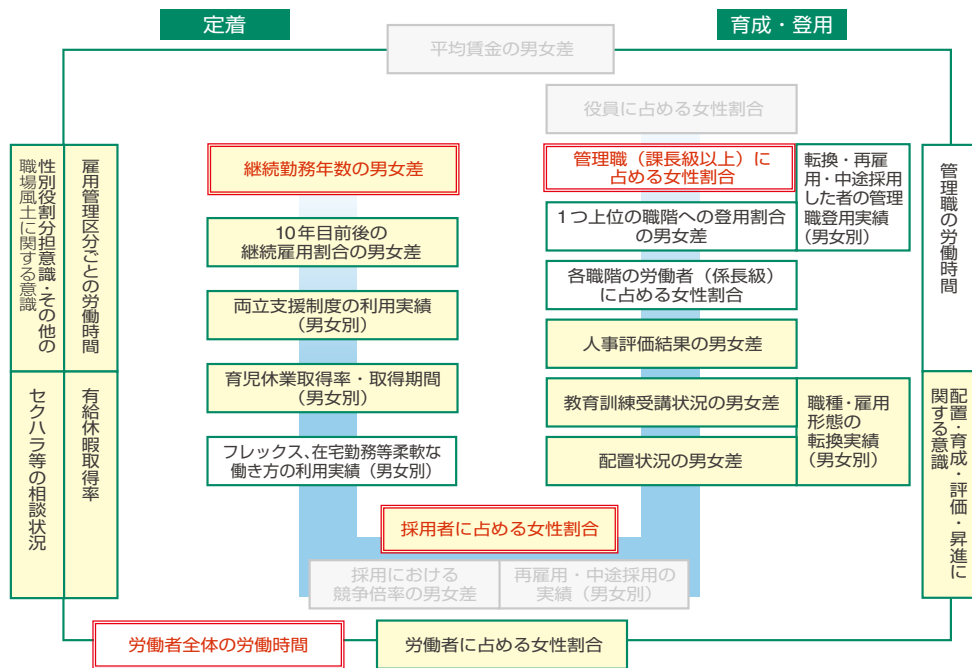 定着
育成・登用
平均賃金の男女差
役員に占める女性割合
性別役割分担意識・その他の
職場風土に関する意識
雇用管理区分ごとの労働時間
セクハラ等の相談状況
有給休暇取得率
継続勤務年数の男女差
10年目前後の
継続雇用割合の男女差
両立支援制度の利用実績
（男女別）
育児休業取得率・取得期間
（男女別）
フレックス、在宅勤務等柔軟な
働き方の利用実績（男女別）
管理職（課長級以上）に
占める女性割合
転換・再雇
用・中途採用
した者の管理
職登用実績
（男女別）
1つ上位の職階への登用割合
の男女差
各職階の労働者（係長級）
に占める女性割合
人事評価結果の男女差
教育訓練受講状況の男女差
配置状況の男女差
職種・雇用
形態の
転換実績
（男女別）
管理職の労働時間
配置・育成・評価・昇進に
関する意識
採用者に占める女性割合
採用における
競争倍率の男女差
再雇用・中途採用の
実績（男女別）
労働者全体の労働時間
労働者に占める女性割合